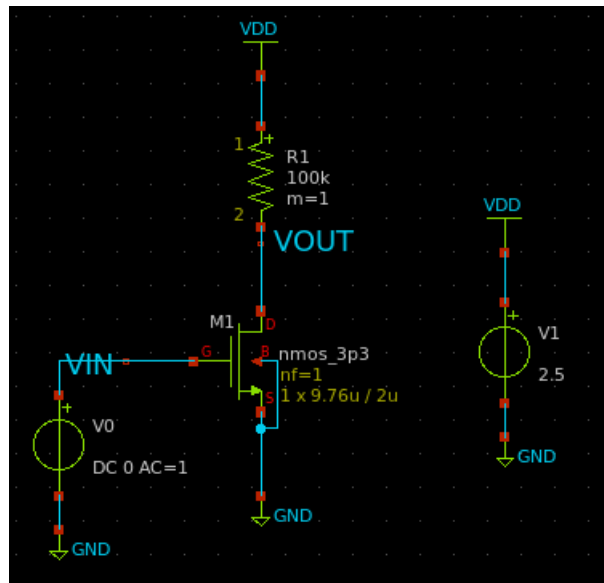 VDD
1
+
R1
100k
m=1
2
VOUT
VDD
+
V1
2.5
GND
M1
D
G
B
nmos_3p3
nf=1
S
1 x 9.76u / 2u
VIN
+
V0
DC 0 AC=1
GND
GND